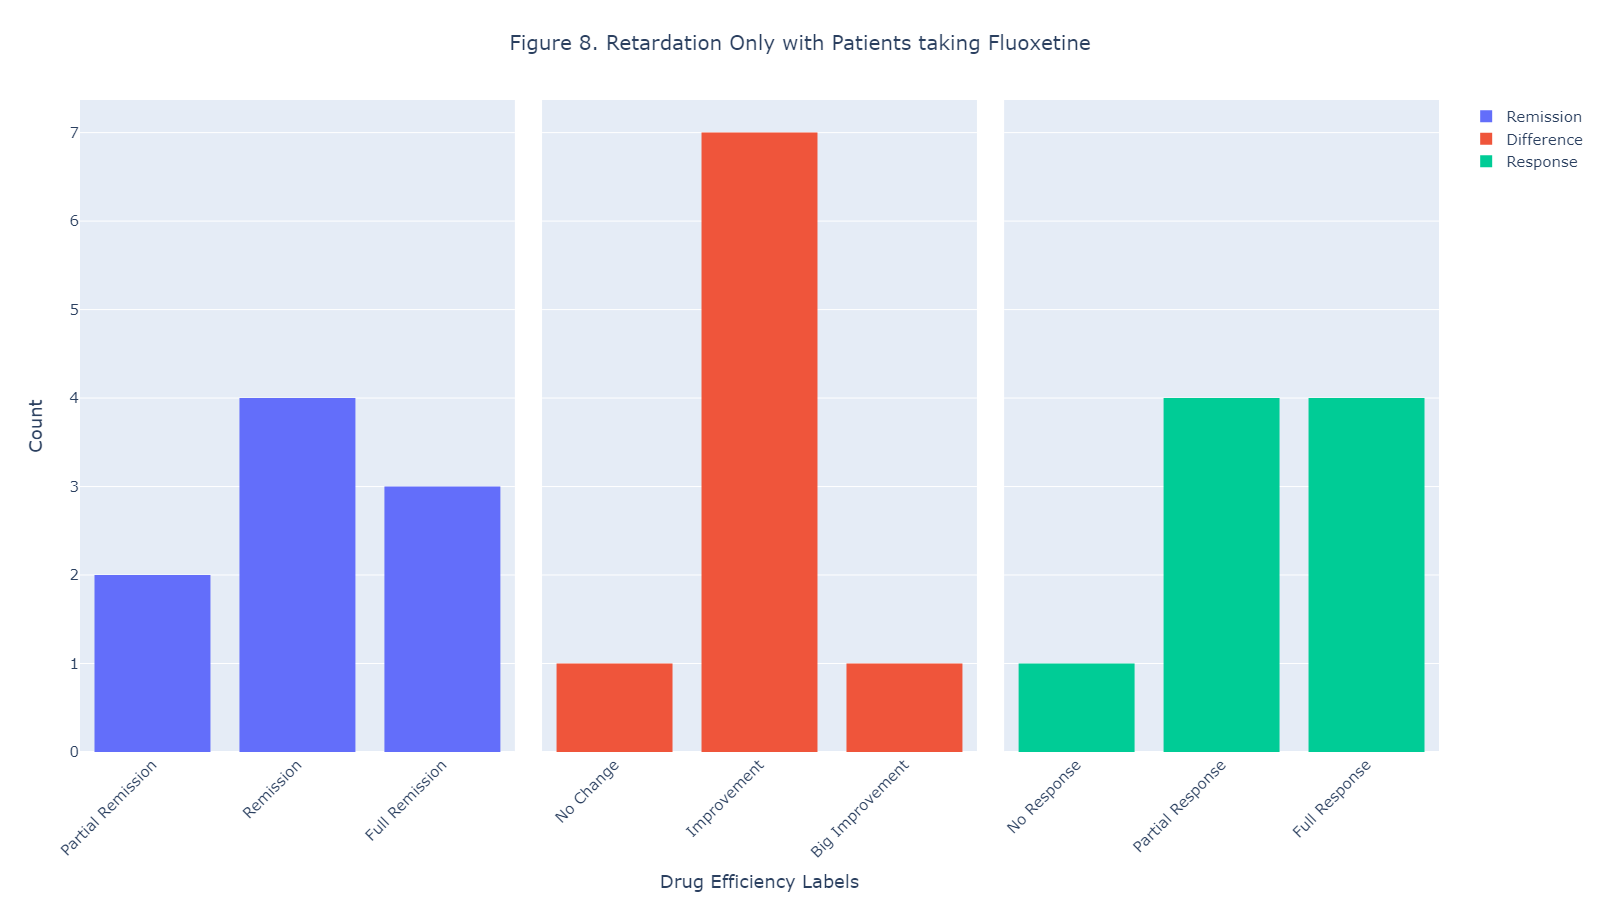 Figure 8. Retardation Only with Patients taking Fluoxetine
Remission
Difference
Response
Count
7
6
5
4
3
2
1
0
Partial Remission
Remission
Full Remission
No Change
Improvement
Big Improvement
No Response
Partial Response
Full Response
Drug Efficiency Labels